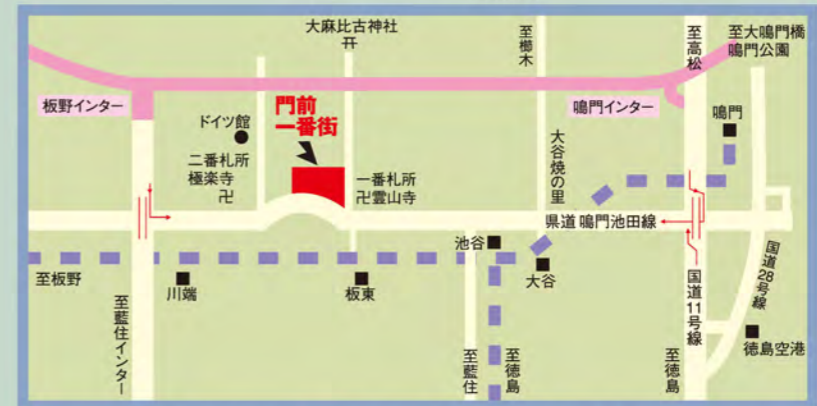 大麻比古神社
至櫛木
至高松
至大鳴門橋
鳴門公園
板野インター
ドイツ館
門前
一番街
鳴門インター
鳴門
二番札所
極楽寺
卍
一番札所
卍霊山寺
大谷焼の里
県道 鳴門池田線
至板野
川端
板東
池谷
大谷
国道11号線
国道28号線
徳島空港
至藍住インター
至藍住
至徳島
至徳島